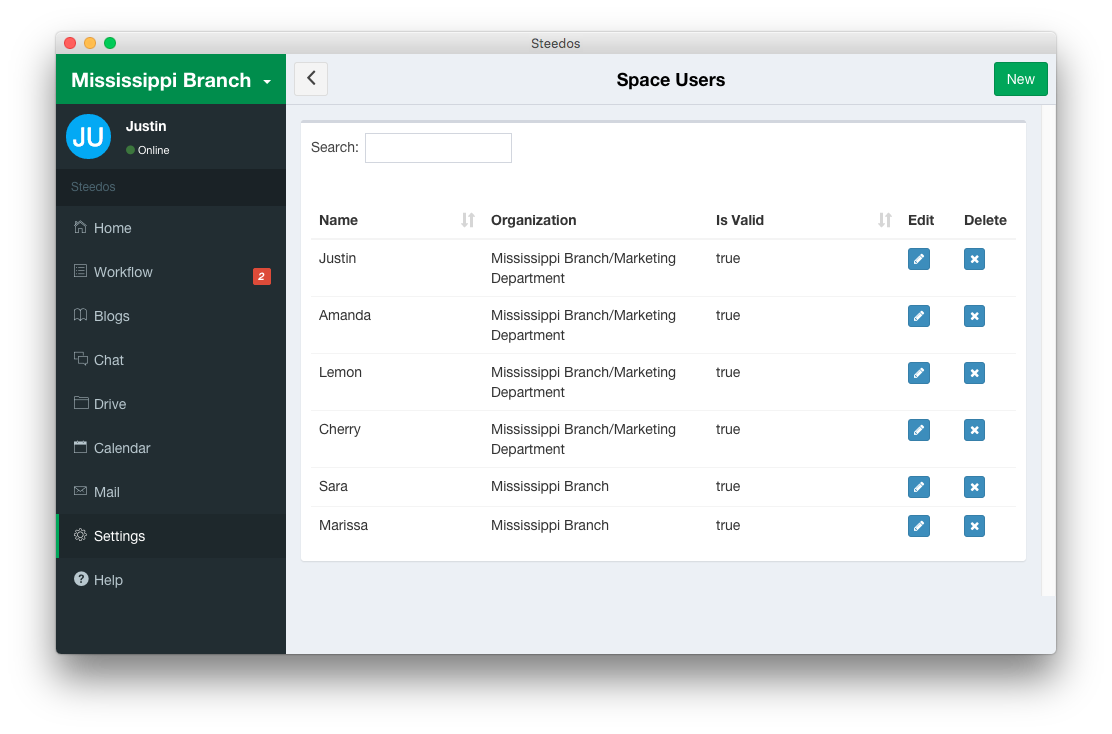 Steedos
Mississippi Branch
Space Users
New
JU
Justin
Online
Steedos
Home
Workflow
2
Blogs
Chat
Drive
Calendar
Mail
Settings
? Help
Search:
Name Organization Is Valid Edit Delete
Justin Mississippi Branch/Marketing true
Department
Amanda Mississippi Branch/Marketing true
Department
Lemon Mississippi Branch/Marketing true
Department
Cherry Mississippi Branch/Marketing true
Department
Sara Mississippi Branch true
Marissa Mississippi Branch true